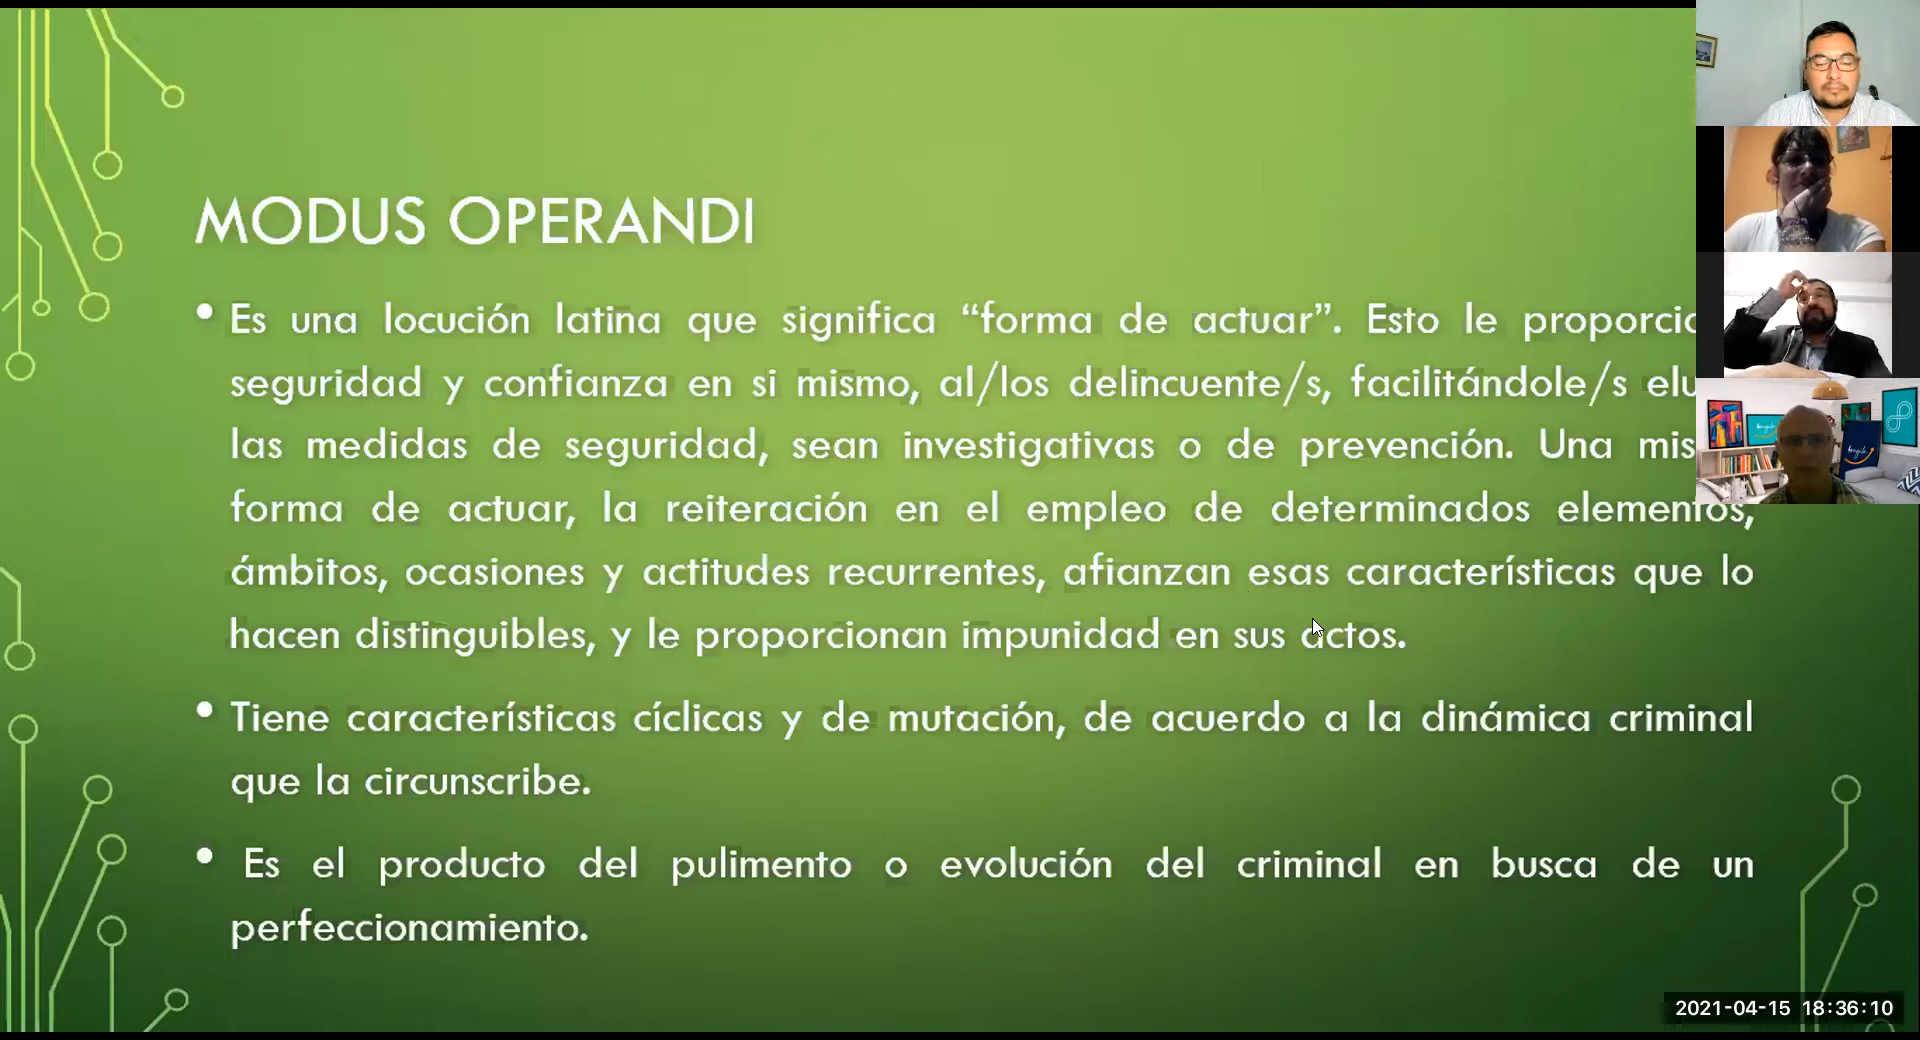 MODUS OPERANDI
• Es una locución latina que significa “forma de actuar”. Esto le
seguridad y confianza en si mismo, al/los delincuente/s, facilitándole/s
las medidas de seguridad, sean investigativas o de prevención. Una
forma de actuar, la reiteración en el empleo de determinados elementos,
ámbitos, ocasiones y actitudes recurrentes, afianzan esas características que lo
hacen distinguibles, y le proporcionan impunidad en sus actos.
• Tiene características cíclicas y de mutación, de acuerdo a la dinámica criminal
que la circunscribe.
• Es el producto del pulimento o evolución del criminal en busca de un
perfeccionamiento.
2021-04-15 18:36:10